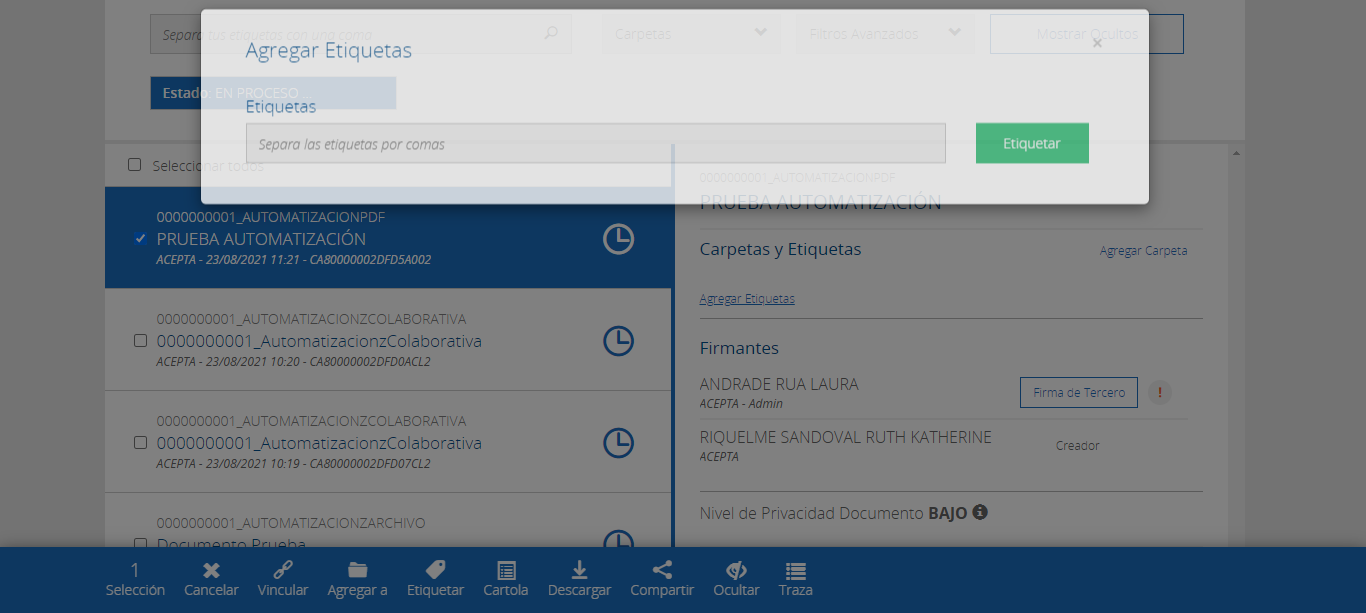 Separa tus etiquetas con una coma
Carpetas
Filtros Avanzados
Mostrar Ocultos
Agregar Etiquetas
×
Estado: EN PROCESO
Etiquetas
Separa las etiquetas por comas
Etiquetar
Seleccionar todos
0000000001_AUTOMATIZACIONPDF
PRUEBA AUTOMATIZACIÓN
0000000001_AUTOMATIZACIONPDF
PRUEBA AUTOMATIZACIÓN
ACEPTA - 23/08/2021 11:21 - CA80000002DFD5A002
0000000001_AUTOMATIZACIONZCOLABORATIVA
0000000001_AutomatizacionzColaborativa
ACEPTA - 23/08/2021 10:20 - CA80000002DFD0ACL2
0000000001_AUTOMATIZACIONZCOLABORATIVA
0000000001_AutomatizacionzColaborativa
ACEPTA - 23/08/2021 10:19 - CA80000002DFD07CL2
0000000001_AUTOMATIZACIONZARCHIVO
Documento Prueba
Carpetas y Etiquetas
Agregar Carpeta
Agregar Etiquetas
Firmantes
ANDRADE RUA LAURA
ACEPTA - Admin
Firma de Tercero
!
RIQUELME SANDOVAL RUTH KATHERINE
ACEPTA
Creador
Nivel de Privacidad Documento BAJO
1
Selección
Cancelar
Vincular
Agregar a
Etiquetar
Cartola
Descargar
Compartir
Ocultar
Traza